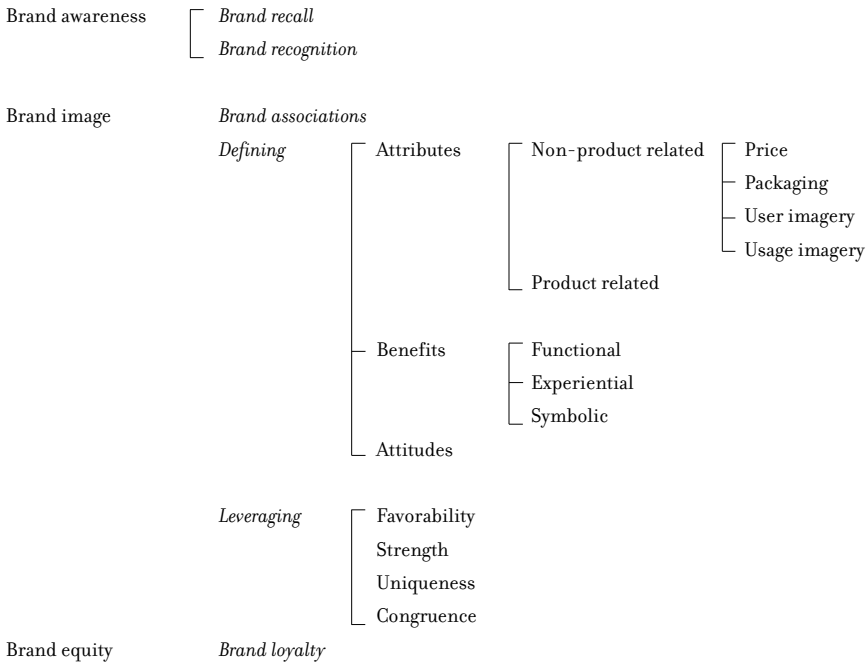 Brand awareness Brand recall
Brand recognition
Brand image Brand associations
Defining Attributes Non-product related Price
Packaging
User imagery
Usage imagery
Product related
Benefits Functional
Experiential
Symbolic
Attitudes
Leveraging Favorability
Strength
Uniqueness
Congruence
Brand equity Brand loyalty